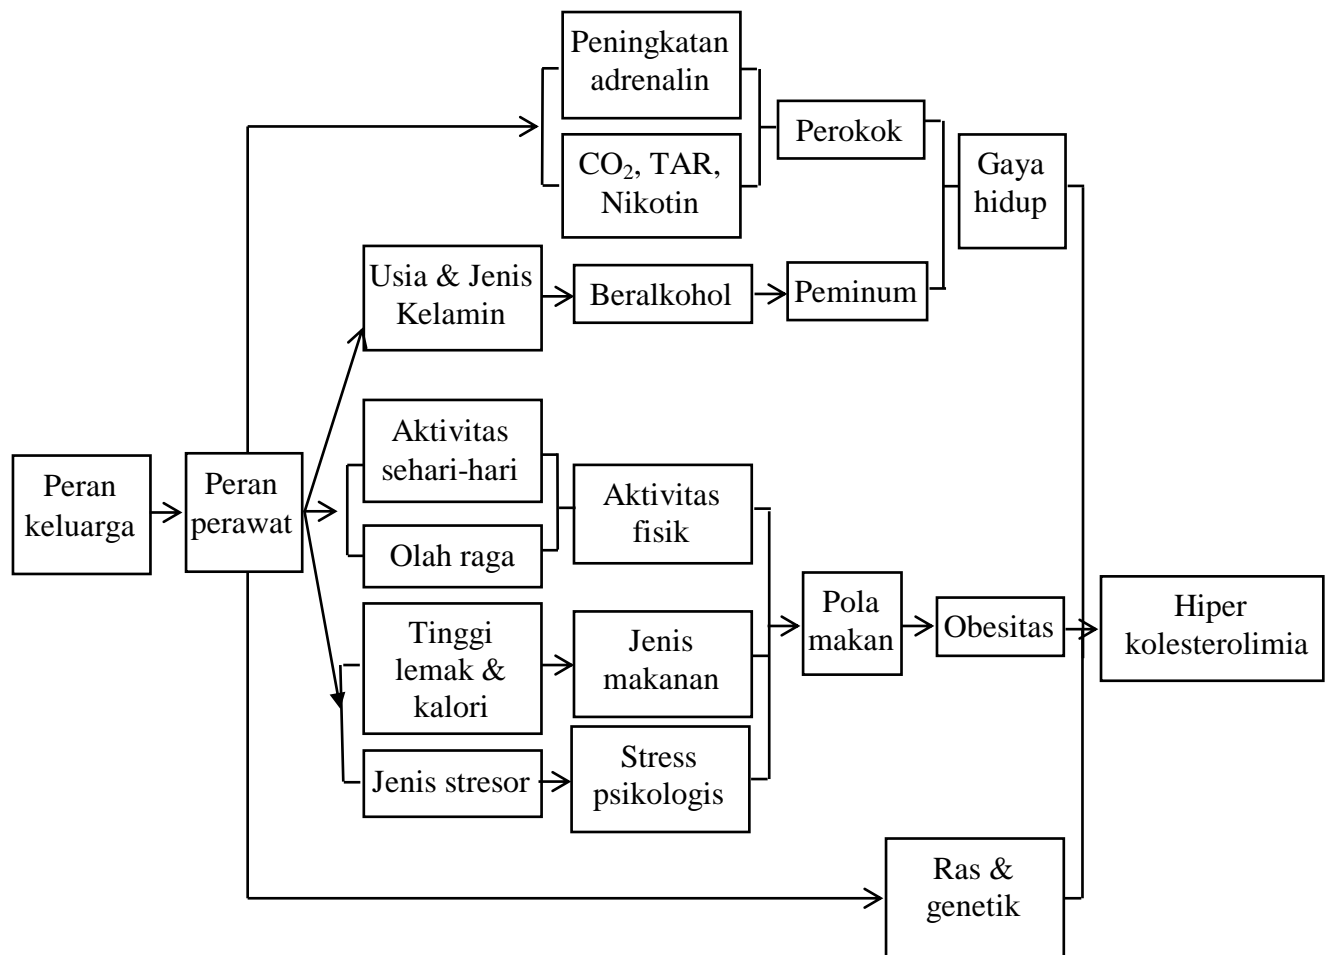 Peningkatan
adrenalin
CO₂, TAR,
Nikotin
Perokok
Gaya
hidup
Usia & Jenis
Kelamin
Beralkohol
Peminum
Aktivitas
sehari-hari
Olah raga
Aktivitas
fisik
Peran
keluarga
Peran
perawat
Tinggi
lemak &
kalori
Jenis
makanan
Jenis stresor
Stress
psikologis
Pola
makan
Obesitas
Hiper
kolesterolimia
Ras &
genetik